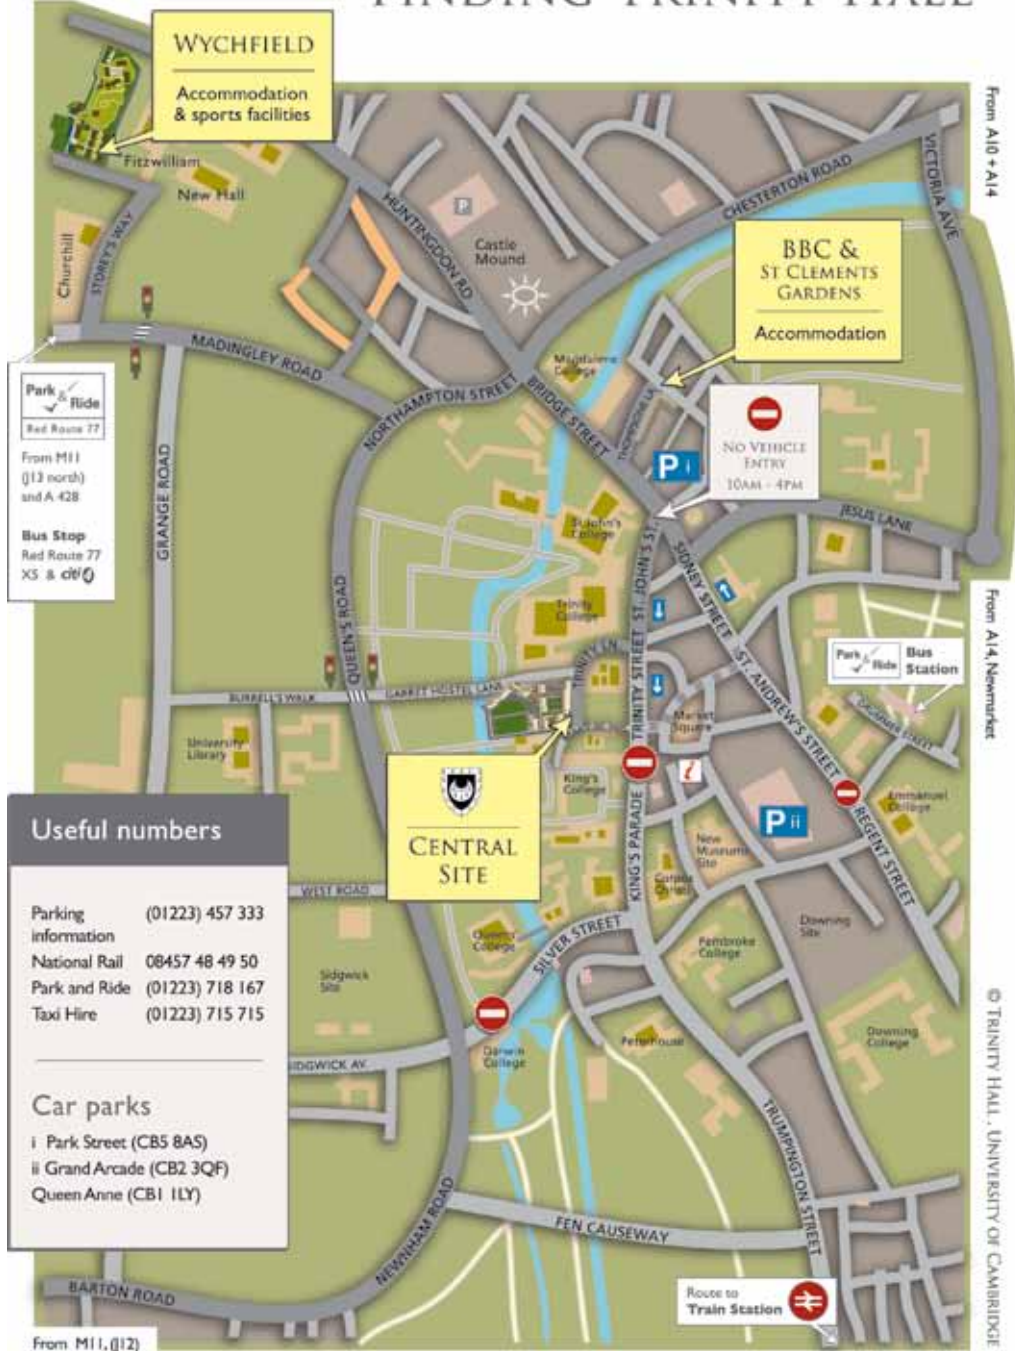 FINDING TRINITY HALL
WYCHFIELD
Accommodation
& sports facilities
From A10 + A14
Fitzwilliam
New Hall
Churchill
STOREY'S WAY
HUNTINGDON RD
P
Castle
Mound
CHESTERTON ROAD
VICTORIA AVE
BBC &
ST CLEMENTS
GARDENS
Accommodation
MADINGLEY ROAD
NORTHAMPTON STREET
Magdalene
College
BRIDGE STREET
THOMPSONS LN
Park & Ride
Red Route 77
From M11
(J13 north)
and A 428
Bus Stop
Red Route 77
X5 & citi
NO VEHICLE
ENTRY
10AM - 4PM
P i
GRANGE ROAD
QUEEN'S ROAD
St John's
College
ST. JOHN'S ST.
JESUS LANE
SIDNEY STREET
Trinity
College
TRINITY STREET
TRINITY LN
ST. ANDREW'S STREET
From A14, Newmarket
Park & Ride
Bus
Station
DRUMMER STREET
BURRELL'S WALK
GARRET HOSTEL LANE
University
Library
Market
Square
i
King's
College
CENTRAL
SITE
KING'S PARADE
New
Museums
Site
Corpus
Christi
P ii
Emmanuel
College
REGENT STREET
WEST ROAD
Queens'
College
SILVER STREET
Pembroke
College
Downing
Site
Sidgwick
Site
SIDGWICK AV.
Darwin
College
Peterhouse
Downing
College
Useful numbers
Parking information (01223) 457 333
National Rail 08457 48 49 50
Park and Ride (01223) 718 167
Taxi Hire (01223) 715 715
Car parks
i Park Street (CB5 8AS)
ii Grand Arcade (CB2 3QF)
Queen Anne (CB1 1LY)
TRUMPINGTON STREET
NEWNHAM ROAD
FEN CAUSEWAY
BARTON ROAD
Route to
Train Station
From M11, (J12)
© TRINITY HALL, UNIVERSITY OF CAMBRIDGE